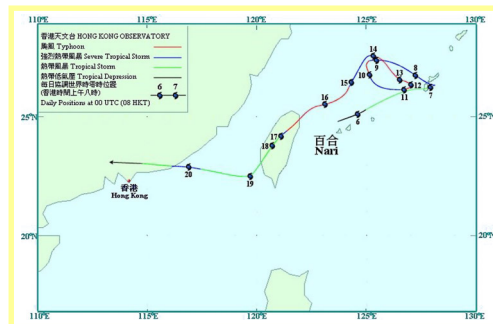 110°E 115°E 120°E 125°E 130°E
30°N 30°N
香港天文台 HONG KONG OBSERVATORY
颱風 Typhoon
強烈熱帶風暴 Severe Tropical Storm
熱帶風暴 Tropical Storm
熱帶低氣壓 Tropical Depression
每日協調世界時零時位置
(香港時間上午八時)
6 7
Daily Positions at 00 UTC (08 HKT)
14
9
10
8
13
15
12
7
11
16
6
25°N 25°N
17
百合
Nari
18
20
19
香港
Hong Kong
20°N 20°N
110°E 115°E 120°E 125°E 130°E